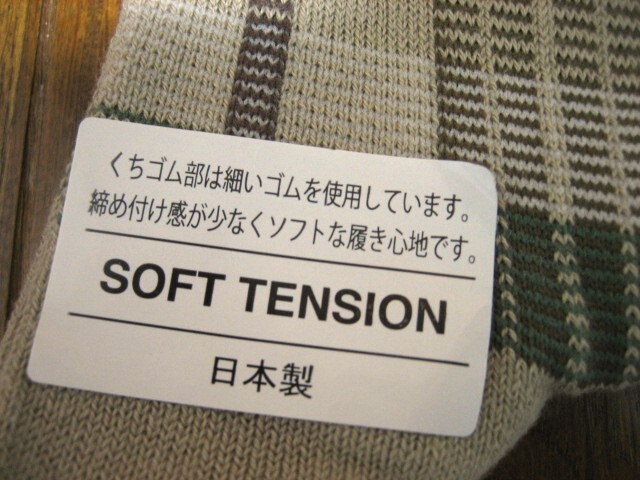 くちゴム部は細いゴムを使用しています。
締め付け感が少なくソフトな履き心地です。
SOFT TENSION
日本製